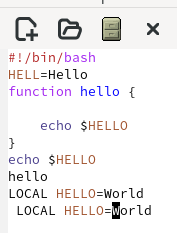 #!/bin/bash
HELL=Hello
function hello {

    echo $HELLO
}
echo $HELLO
hello
LOCAL HELLO=World
 LOCAL HELLO=World